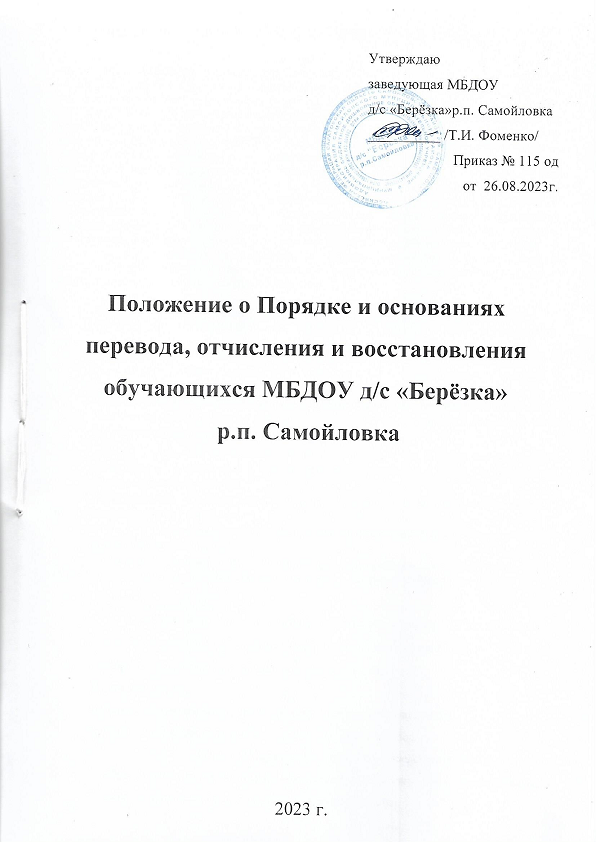 Утверждаю
заведующая МБДОУ
д/с «Берёзка»р.п. Самойловка
/Т.И. Фоменко/
Приказ № 115 од
от 26.08.2023г.
Положение о Порядке и основаниях
перевода, отчисления и восстановления
обучающихся МБДОУ д/с «Берёзка»
р.п. Самойловка
2023 г.